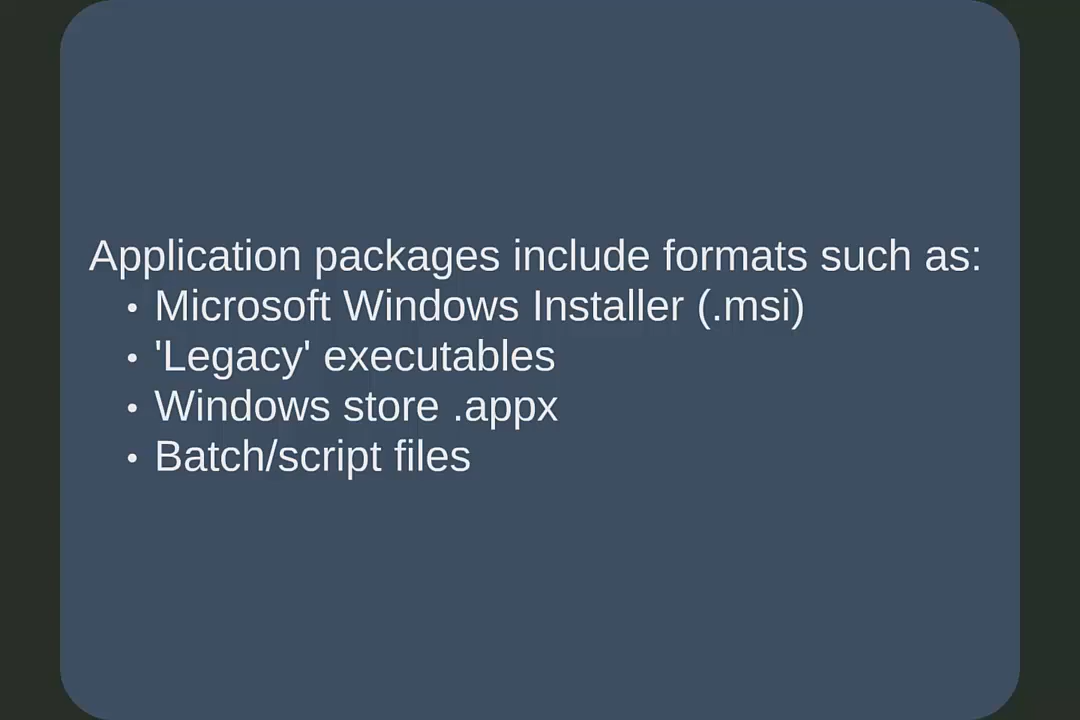 Application packages include formats such as:
• Microsoft Windows Installer (.msi)
• 'Legacy' executables
• Windows store .appx
• Batch/script files